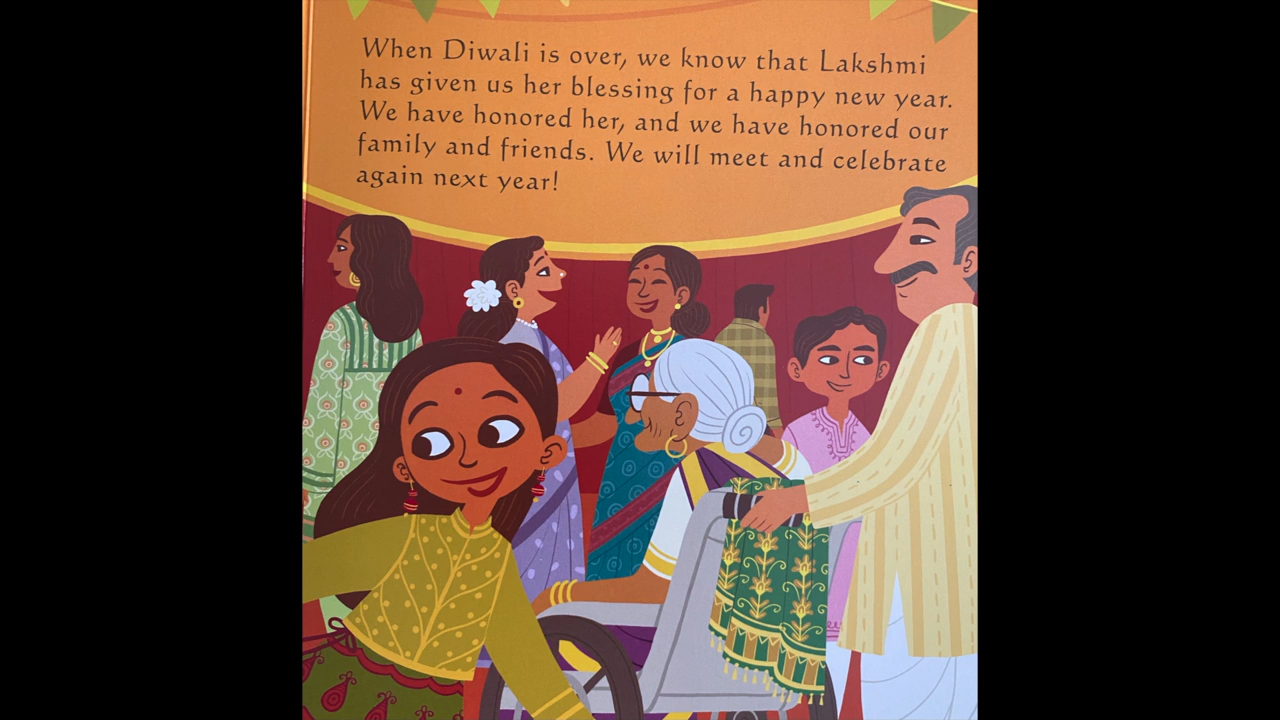 When Diwali is over, we know that Lakshmi
has given us her blessing for a happy new year.
We have honored her, and we have honored our
family and friends. We will meet and celebrate
again next year!